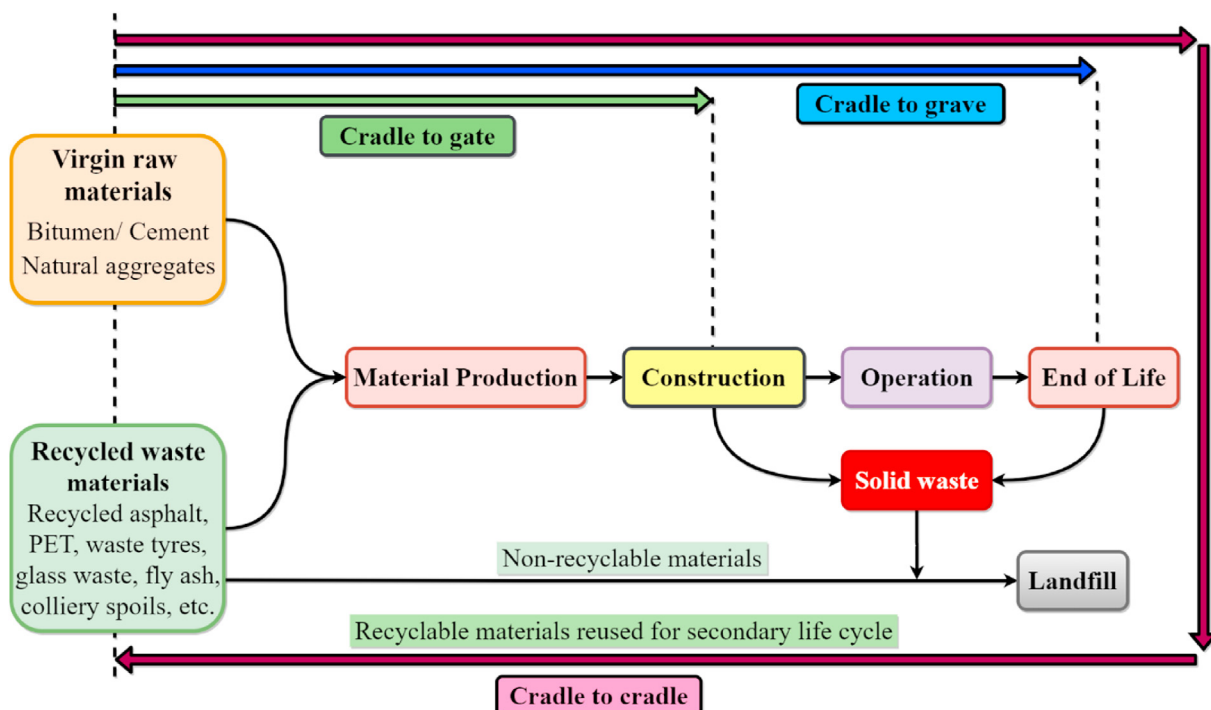 Cradle to grave
Cradle to gate
Virgin raw
materials
Bitumen/ Cement
Natural aggregates
Material Production
Construction
Operation
End of Life
Recycled waste
materials
Recycled asphalt,
PET, waste tyres,
glass waste, fly ash,
colliery spoils, etc.
Solid waste
Non-recyclable materials
Landfill
Recyclable materials reused for secondary life cycle
Cradle to cradle